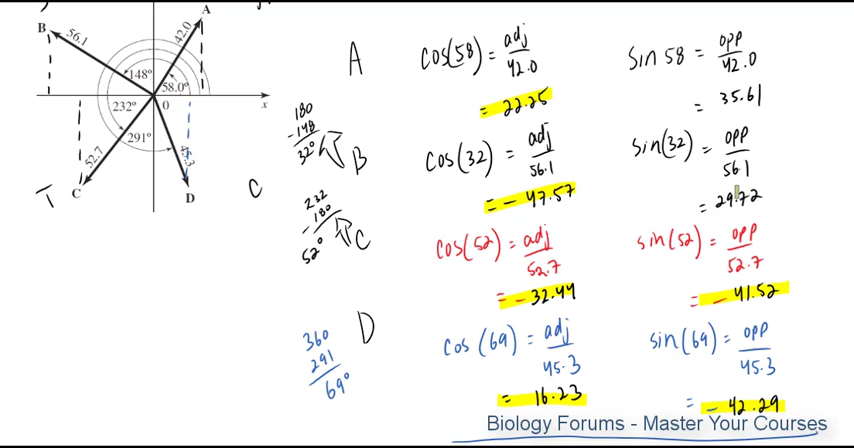 A
B
56.1
42.0
148°
58.0°
232°
0
x
291°
52.7
45.3
T
C
D
C
A
cos(58) = adj/42.0
sin 58 = opp/42.0
= 22.25
= 35.61
180
-148
32°
B
cos(32) = adj/56.1
sin(32) = opp/56.1
= - 47.57
= 29.72
232
- 180
52°
C
cos(52) = adj/52.7
sin(52) = opp/52.7
= - 32.44
= - 41.52
360
291
69°
D
cos (69) = adj/45.3
sin(69) = opp/45.3
= 16.23
= - 42.29
Biology Forums - Master Your Courses